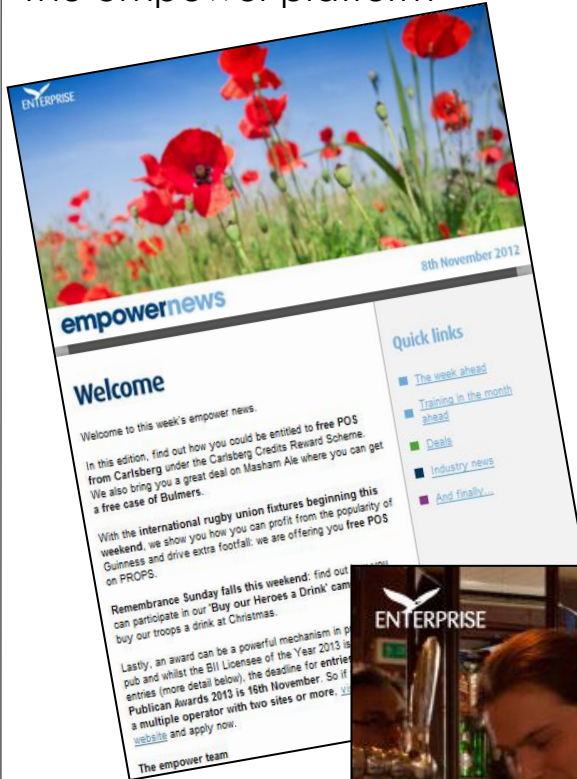 ENTERPRISE
8th November 2012
empowernews
Welcome
Welcome to this week's empower news.
In this edition, find out how you could be entitled to free POS
from Carlsberg under the Carlsberg Credits Reward Scheme.
We also bring you a great deal on Masham Ale where you can get
a free case of Bulmers.
With the international rugby union fixtures beginning this
weekend, we show you how you can profit from the popularity of
Guinness and drive extra footfall: we are offering you free POS
on PROPS.
Remembrance Sunday falls this weekend: find out
can participate in our 'Buy our Heroes a Drink'
buy our troops a drink at Christmas.
Lastly, an award can be a powerful mechanism in
pub and whilst the BII Licensee of the Year 2013 is
entries (more detail below), the deadline for entries
Publican Awards 2013 is 16th November. So if
a multiple operator with two sites or more,
website and apply now.
The empower team
Quick links
The week ahead
Training in the month
ahead
Deals
Industry news
And finally...
ENTERPRISE